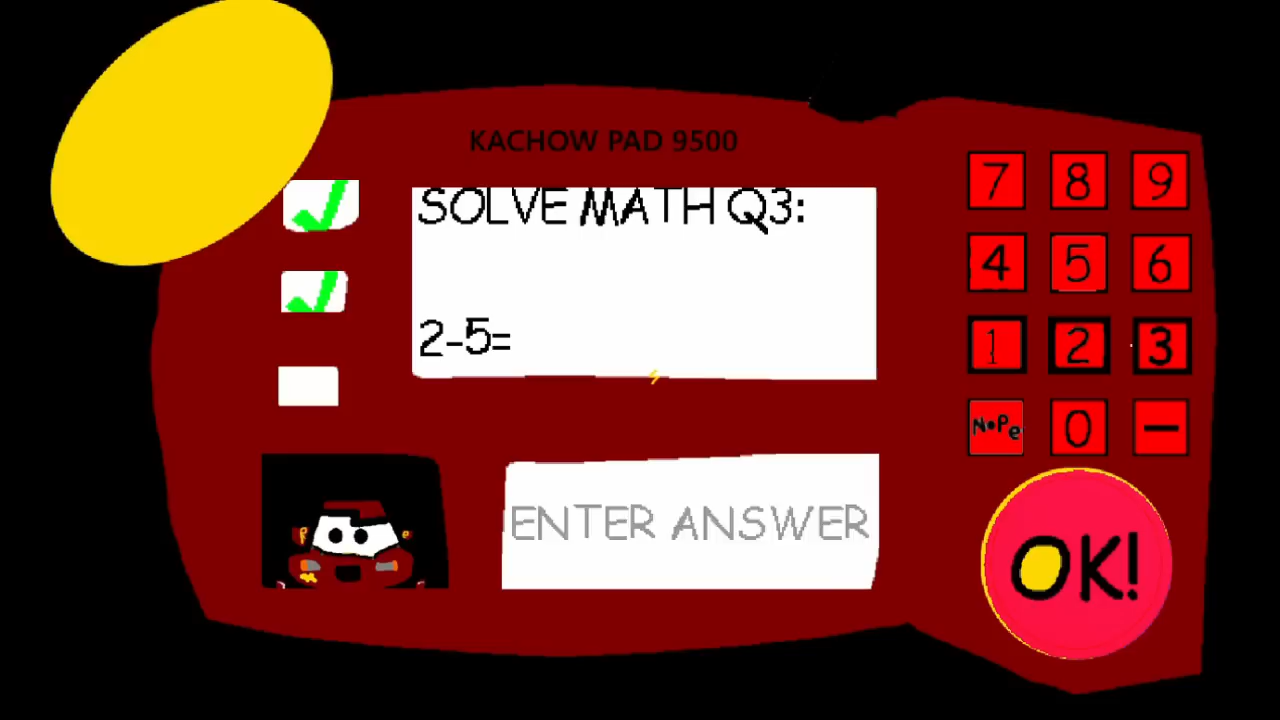 KACHOW PAD 9500
SOLVE MATH Q3:
2-5=
ENTER ANSWER
7 8 9
4 5 6
1 2 3
NoPe 0 −
OK!